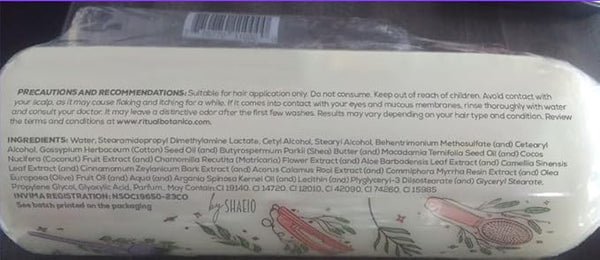 PRECAUTIONS AND RECOMMENDATIONS: Suitable for hair application only. Do not consume. Keep out of reach of children. Avoid contact with
your scalp, as it may cause flaking and itching for a while. If it comes into contact with your eyes and mucous membranes, rinse thoroughly with water
and consult your doctor. It may leave a distinctive odor after the first few washes. Results may vary depending on your hair type and condition. Review
the terms and conditions at www.ritualbotanico.com.
INGREDIENTS: Water, Stearamidopropyl Dimethylamine Lactate, Cetyl Alcohol, Stearyl Alcohol, Behentrimonium Methosulfate (and) Cetearyl
Alcohol, Gossypium Herbaceum (Cotton) Seed Oil (and) Butyrospermum Parkii (Shea) Butter (and) Macadamia Ternifolia Seed Oil (and) Cocos
Nucifera (Coconut) Fruit Extract (and) Chamomilla Recutita (Matricaria) Flower Extract (and) Aloe Barbadensis Leaf Extract (and) Camellia Sinensis
Leaf Extract (and) Cinnamomum Zeylanicum Bark Extract (and) Acorus Calamus Root Extract (and) Commiphora Myrrha Resin Extract (and) Olea
Europaea (Olive) Fruit Oil (and) Aqua (and) Argania Spinosa Kernel Oil (and) Lecithin (and) Plyglyceryl-3 Diisostearate (and) Glyceryl Stearate,
Propylene Glycol, Glyoxylic Acid, Parfum., May Contain CI 19140, CI 14720, CI 12010, CI 42090, CI 74260, CI 15985
INVIMA REGISTRATION: NSOC19650-23CO
See batch printed on the packaging
by SHAEIO